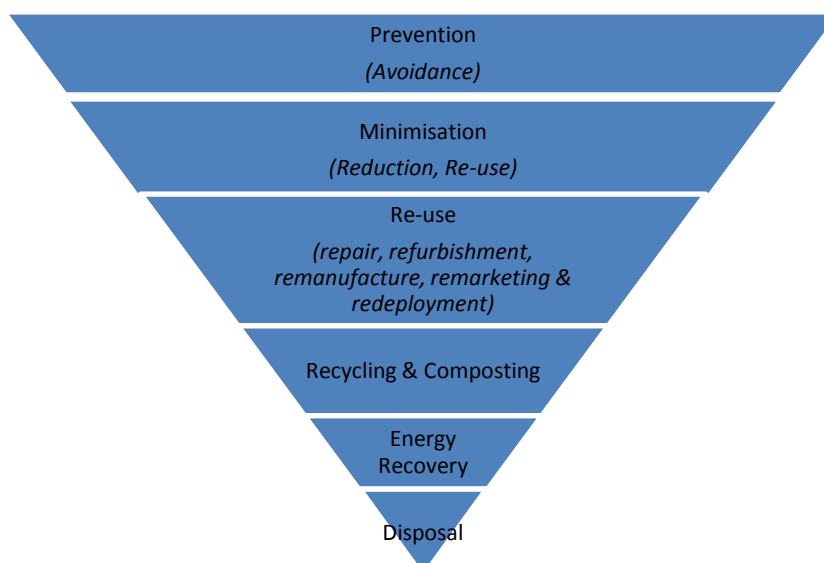 Prevention
(Avoidance)
Minimisation
(Reduction, Re-use)
Re-use
(repair, refurbishment,
remanufacture, remarketing &
redeployment)
Recycling & Composting
Energy
Recovery
Disposal